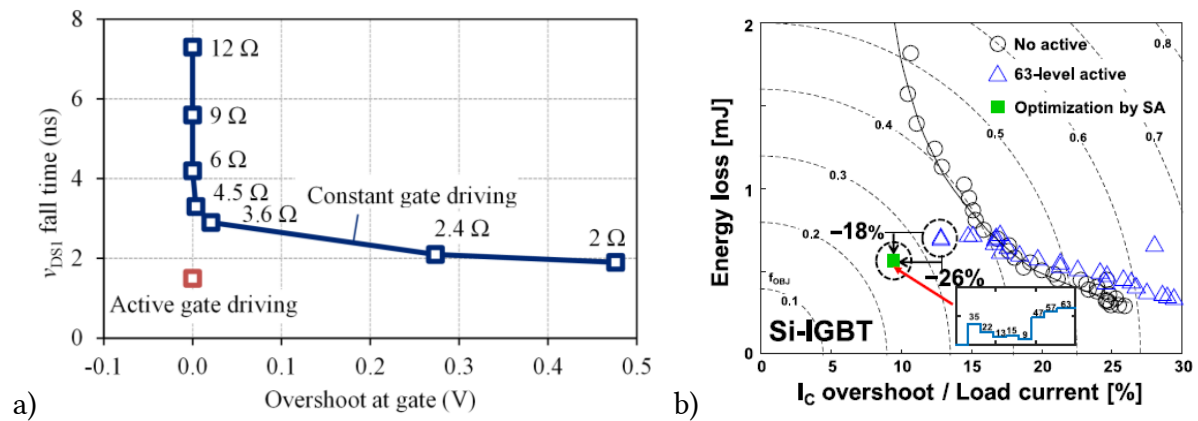 a)
v_DS1 fall time (ns)
8
6
4
2
0
12 Ω
9 Ω
6 Ω
4.5 Ω
3.6 Ω
Constant gate driving
2.4 Ω
2 Ω
Active gate driving
-0.1 0.0 0.1 0.2 0.3 0.4 0.5
Overshoot at gate (V)
b)
Energy loss [mJ]
2
1
0
No active
63-level active
Optimization by SA
0.8
0.7
0.6
0.5
0.4
0.3
0.2
f_OBJ
0.1
−18%
−26%
35 22 13 15 9 47 57 63
Si-IGBT
0 5 10 15 20 25 30
I_C overshoot / Load current [%]